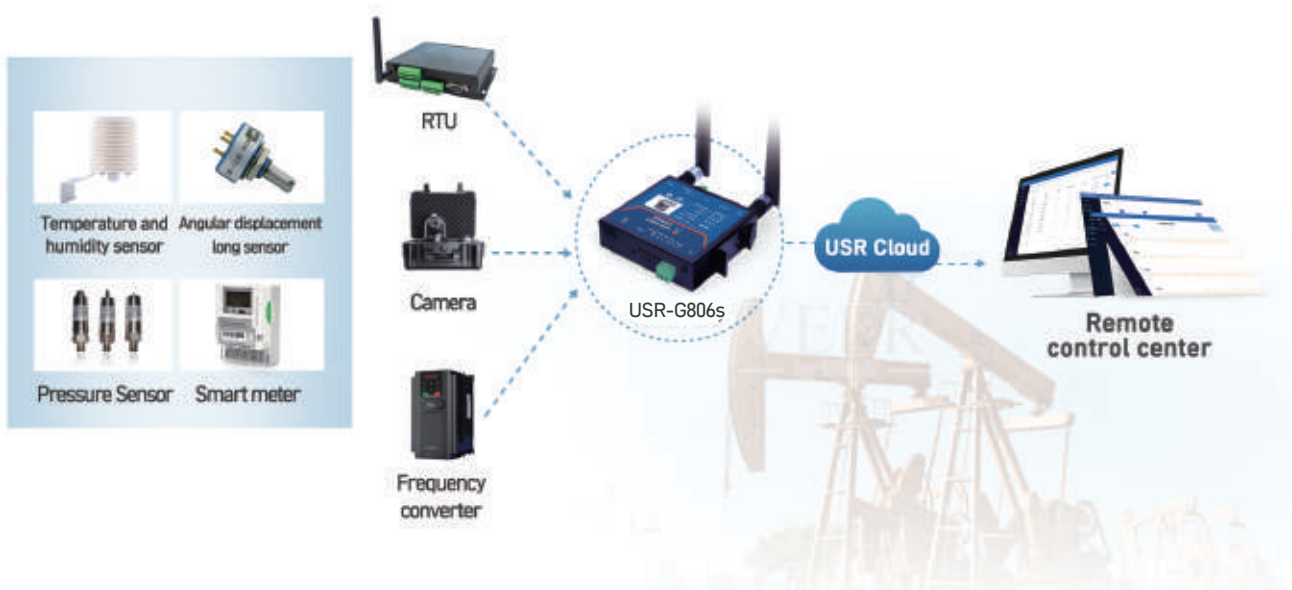 RTU
Temperature and
humidity sensor
Angular displacement
long sensor
Camera
USR-G806s
USR Cloud
Remote
control center
Pressure Sensor
Smart meter
Frequency
converter